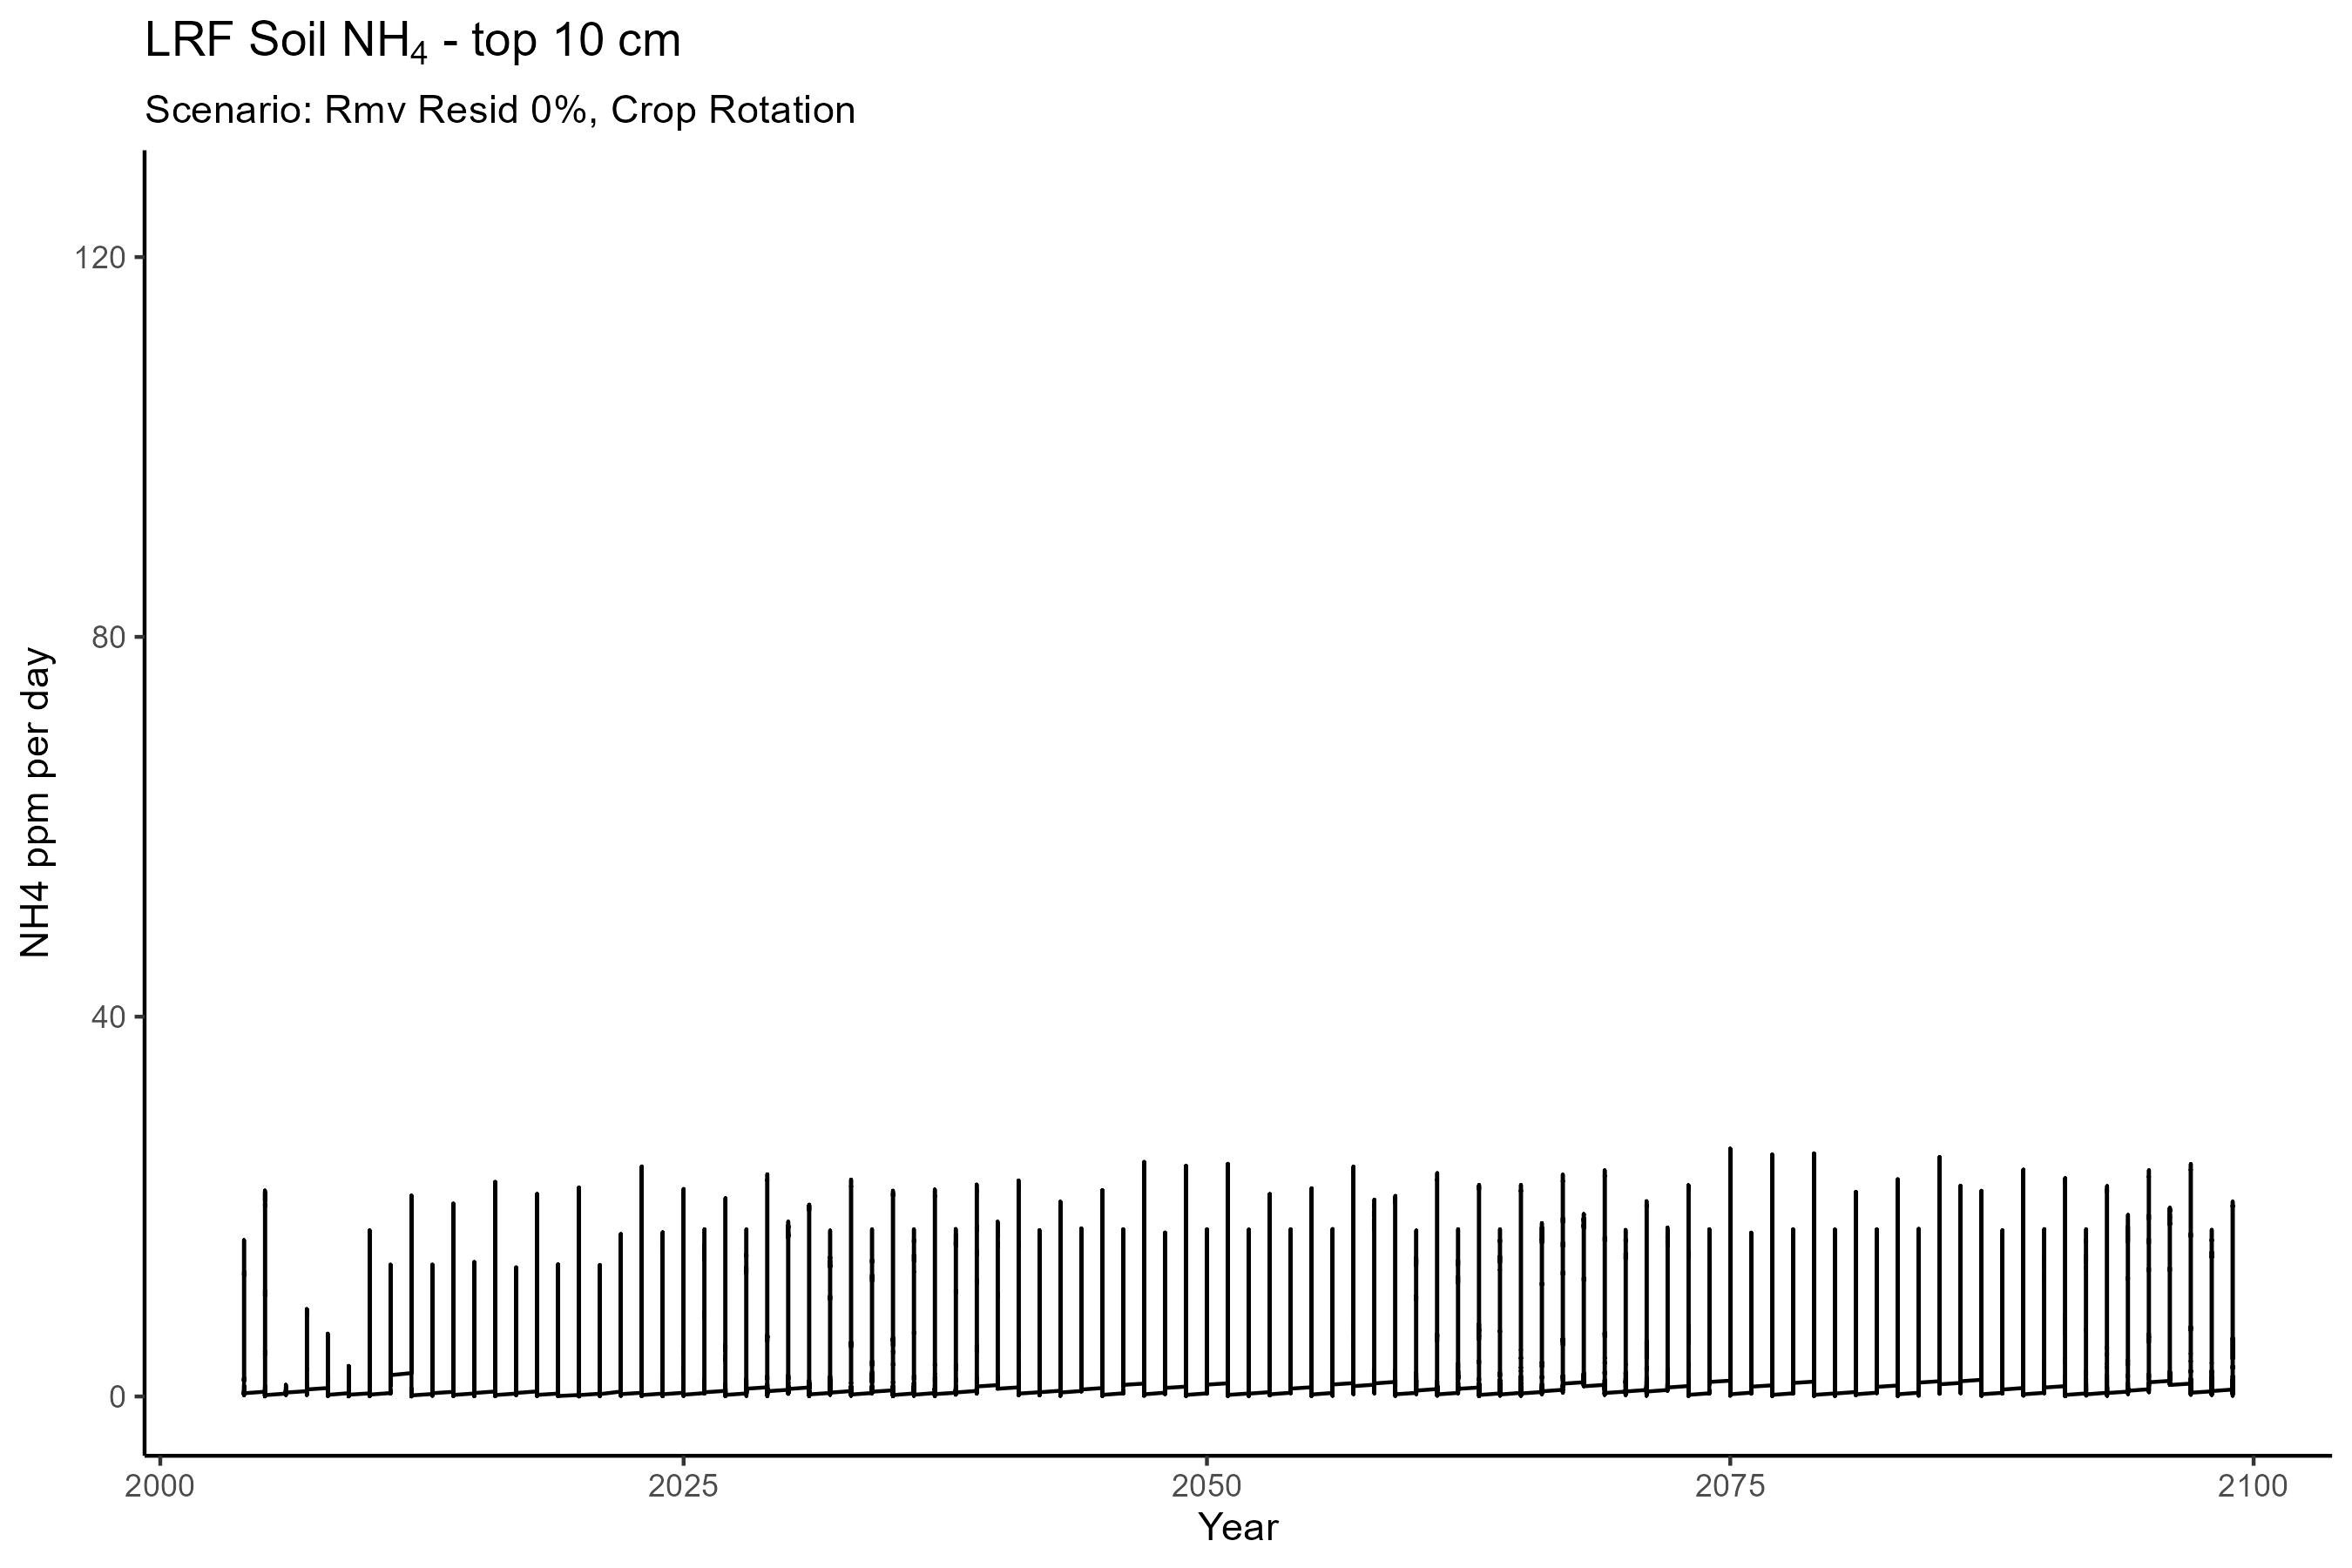 LRF Soil NH₄ - top 10 cm
Scenario: Rmv Resid 0%, Crop Rotation
NH4 ppm per day
120
80
40
0
2000 2025 2050 2075 2100
Year